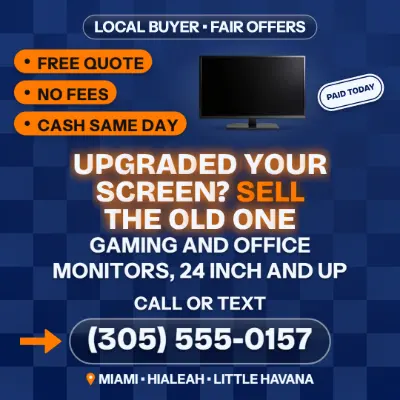 LOCAL BUYER • FAIR OFFERS
• FREE QUOTE
• NO FEES
• CASH SAME DAY
PAID TODAY
UPGRADED YOUR
SCREEN? SELL
THE OLD ONE
GAMING AND OFFICE
MONITORS, 24 INCH AND UP
CALL OR TEXT
(305) 555-0157
MIAMI • HIALEAH • LITTLE HAVANA